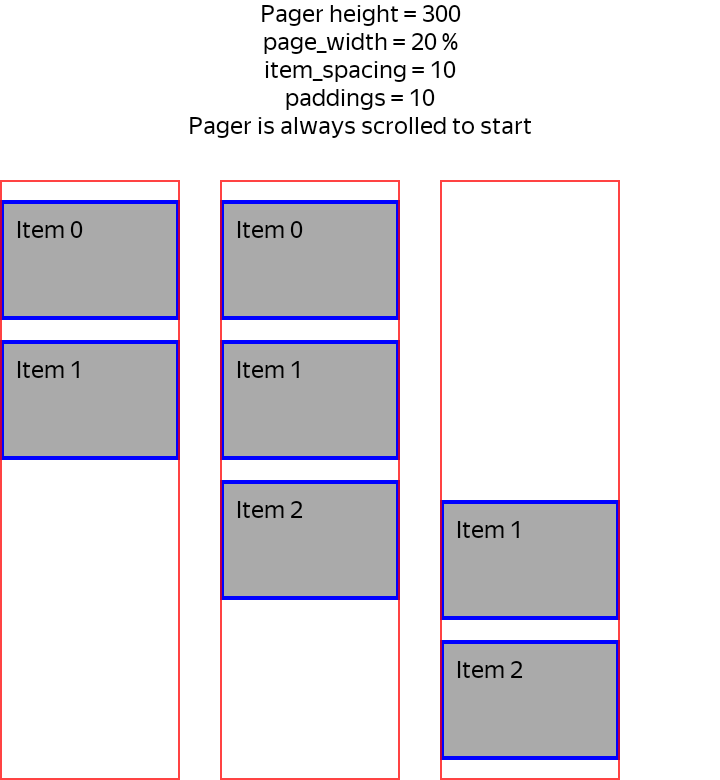 Pager height = 300
page_width = 20 %
item_spacing = 10
paddings = 10
Pager is always scrolled to start
Item 0
Item 1
Item 0
Item 1
Item 2
Item 1
Item 2